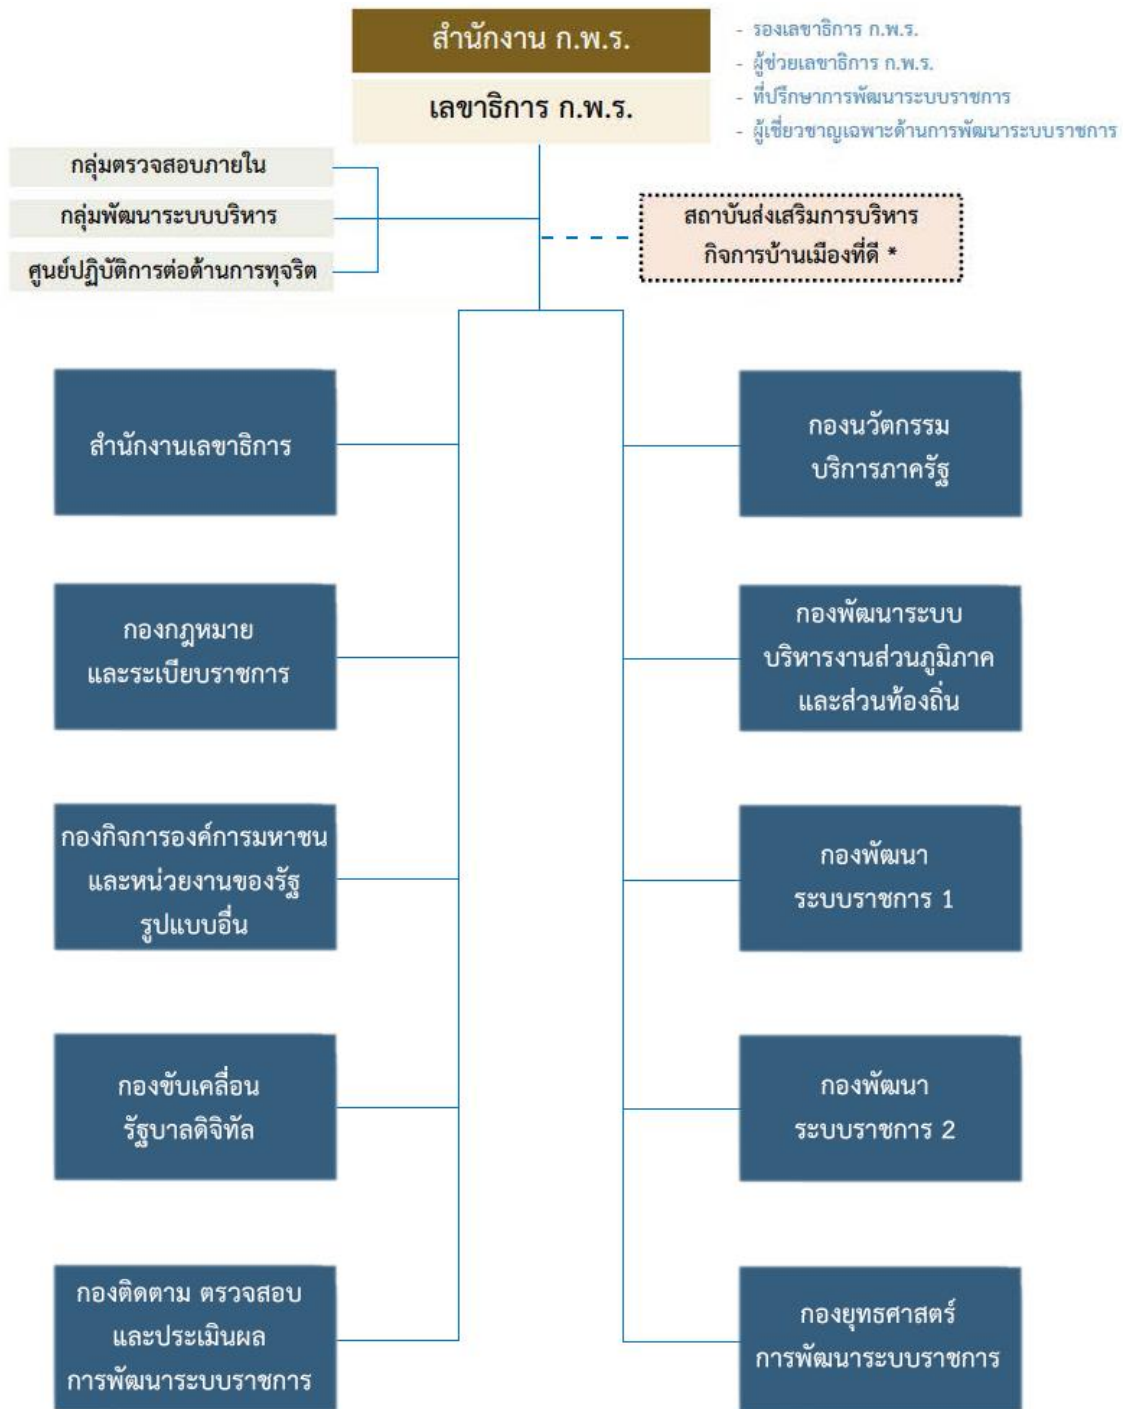 สำนักงาน ก.พ.ร.
เลขาธิการ ก.พ.ร.
- รองเลขาธิการ ก.พ.ร.
- ผู้ช่วยเลขาธิการ ก.พ.ร.
- ที่ปรึกษาการพัฒนาระบบราชการ
- ผู้เชี่ยวชาญเฉพาะด้านการพัฒนาระบบราชการ
กลุ่มตรวจสอบภายใน
กลุ่มพัฒนาระบบบริหาร
ศูนย์ปฏิบัติการต่อต้านการทุจริต
สถาบันส่งเสริมการบริหาร
กิจการบ้านเมืองที่ดี *
สำนักงานเลขาธิการ
กองนวัตกรรม
บริการภาครัฐ
กองกฎหมาย
และระเบียบราชการ
กองพัฒนาระบบ
บริหารงานส่วนภูมิภาค
และส่วนท้องถิ่น
กองกิจการองค์การมหาชน
และหน่วยงานของรัฐ
รูปแบบอื่น
กองพัฒนา
ระบบราชการ 1
กองขับเคลื่อน
รัฐบาลดิจิทัล
กองพัฒนา
ระบบราชการ 2
กองติดตาม ตรวจสอบ
และประเมินผล
การพัฒนาระบบราชการ
กองยุทธศาสตร์
การพัฒนาระบบราชการ